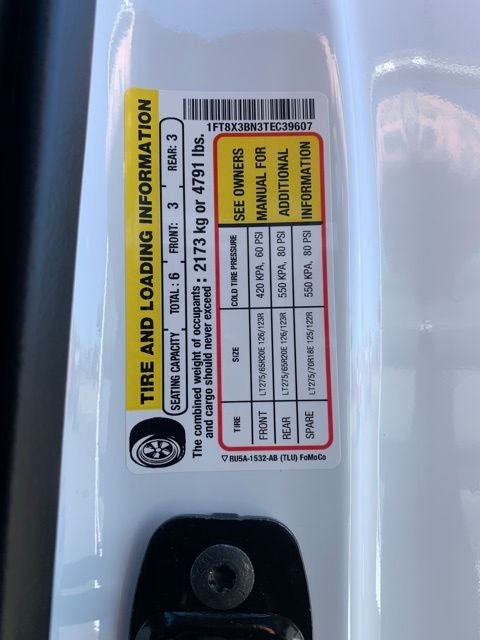 1FT8X3BN3TEC39607
TIRE AND LOADING INFORMATION
SEATING CAPACITY TOTAL : 6 FRONT: 3 REAR: 3
The combined weight of occupants and cargo should never exceed : 2173 kg or 4791 lbs.
TIRE SIZE COLD TIRE PRESSURE
FRONT LT275/65R20E 126/123R 420 KPA, 60 PSI
REAR LT275/65R20E 126/123R 550 KPA, 80 PSI
SPARE LT275/70R18E 125/122R 550 KPA, 80 PSI
SEE OWNERS
MANUAL FOR
ADDITIONAL
INFORMATION
RU5A-1532-AB (TLU) FoMoCo